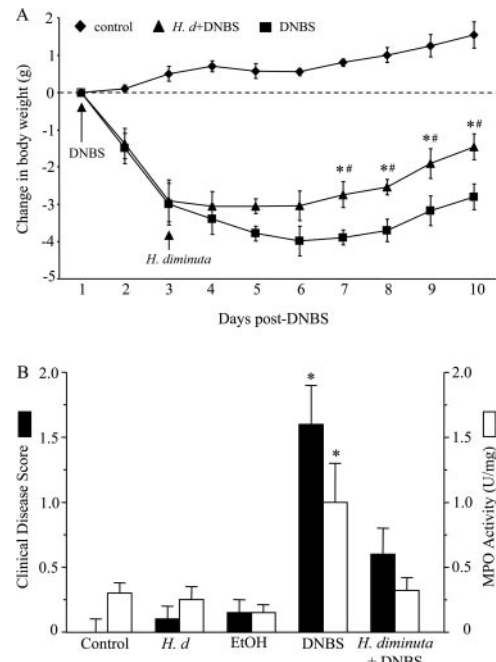 A
control H. d+DNBS DNBS
Change in body weight (g)
2
1
0
-1
-2
-3
-4
-5
DNBS
H. diminuta
*# *# *# *#
1 2 3 4 5 6 7 8 9 10
Days post-DNBS
B
Clinical Disease Score
2.0
1.5
1.0
0.5
0
* *
2.0
1.5
1.0
0.5
0
MPO Activity (U/mg)
Control H. d EtOH DNBS H. diminuta
+ DNBS